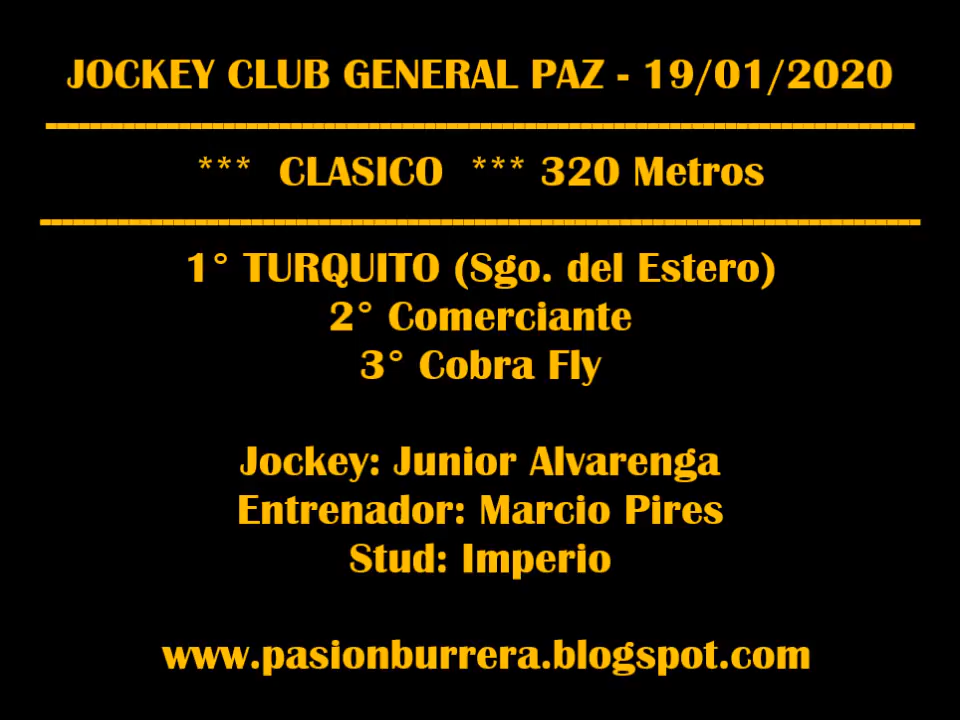 JOCKEY CLUB GENERAL PAZ - 19/01/2020
--------------------------------------------------------------------------------
*** CLASICO *** 320 Metros
--------------------------------------------------------------------------------
1° TURQUITO (Sgo. del Estero)
2° Comerciante
3° Cobra Fly
Jockey: Junior Alvarenga
Entrenador: Marcio Pires
Stud: Imperio
www.pasionburrera.blogspot.com